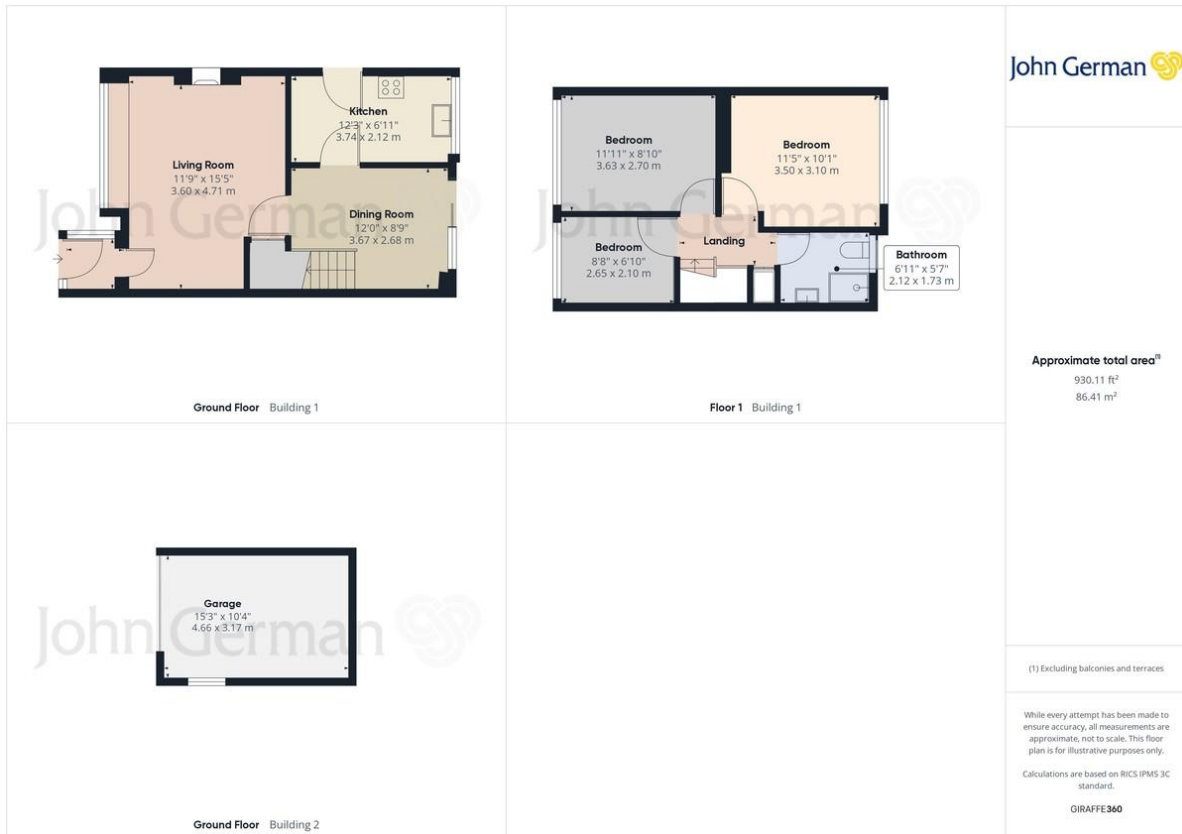 Kitchen
12'3" x 6'11"
3.74 x 2.12 m
Living Room
11'9" x 15'5"
3.60 x 4.71 m
Dining Room
12'0" x 8'9"
3.67 x 2.68 m
John German
Ground Floor Building 1
Bedroom
11'11" x 8'10"
3.63 x 2.70 m
Bedroom
11'5" x 10'1"
3.50 x 3.10 m
Bedroom
8'8" x 6'10"
2.65 x 2.10 m
Landing
Bathroom
6'11" x 5'7"
2.12 x 1.73 m
John German
Floor 1 Building 1
Garage
15'3" x 10'4"
4.66 x 3.17 m
John German
Ground Floor Building 2
John German
Approximate total area(1)
930.11 ft²
86.41 m²
(1) Excluding balconies and terraces
While every attempt has been made to
ensure accuracy, all measurements are
approximate, not to scale. This floor
plan is for illustrative purposes only.
Calculations are based on RICS IPMS 3C
standard.
GIRAFFE360